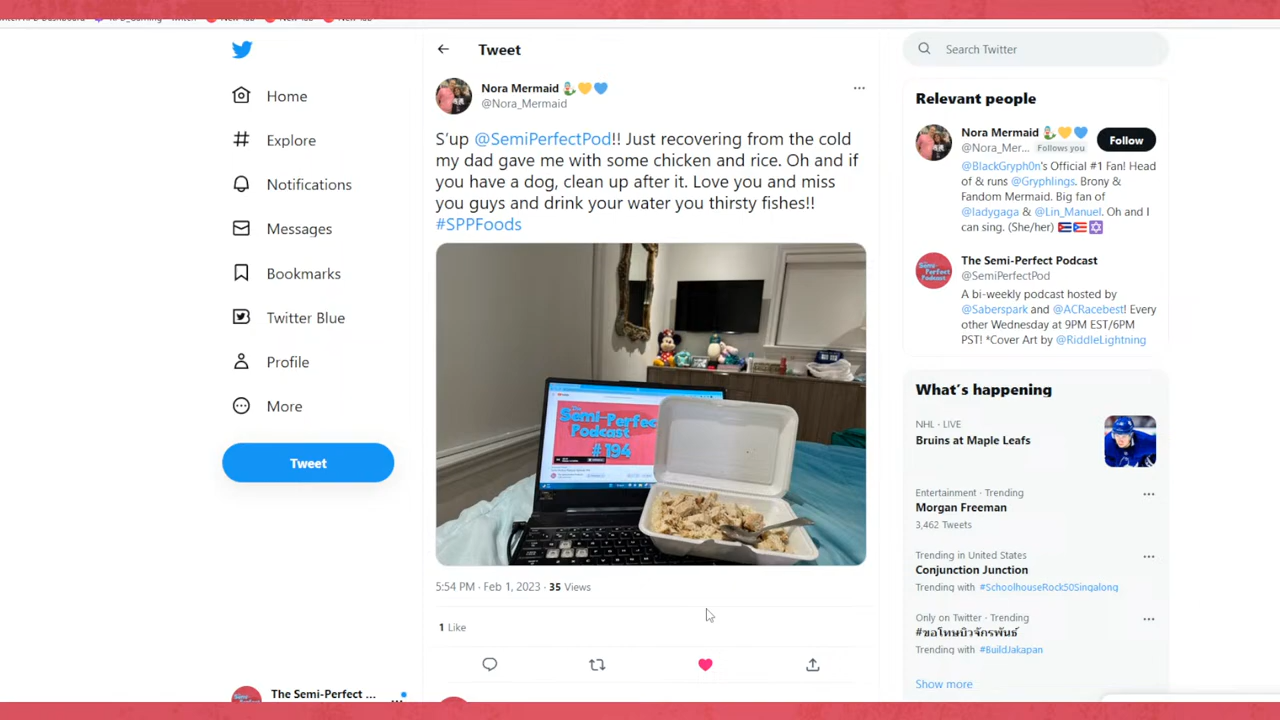 Home
Explore
Notifications
Messages
Bookmarks
Twitter Blue
Profile
More
Tweet
The Semi-Perfect ...
Tweet
Nora Mermaid
@Nora_Mermaid
S'up @SemiPerfectPod!! Just recovering from the cold
my dad gave me with some chicken and rice. Oh and if
you have a dog, clean up after it. Love you and miss
you guys and drink your water you thirsty fishes!!
#SPPFoods
Semi-Perfect
Podcast
#194
5:54 PM · Feb 1, 2023 · 35 Views
1 Like
Search Twitter
Relevant people
Nora Mermaid
@Nora_Mer... Follows you
Follow
@BlackGryph0n's Official #1 Fan! Head
of & runs @Gryphlings. Brony &
Fandom Mermaid. Big fan of
@ladygaga & @Lin_Manuel. Oh and I
can sing. (She/her)
The Semi-Perfect Podcast
@SemiPerfectPod
A bi-weekly podcast hosted by
@Saberspark and @ACRacebest! Every
other Wednesday at 9PM EST/6PM
PST! *Cover Art by @RiddleLightning
What's happening
NHL · LIVE
Bruins at Maple Leafs
Entertainment · Trending
Morgan Freeman
3,462 Tweets
Trending in United States
Conjunction Junction
Trending with #SchoolhouseRock50Singalong
Only on Twitter · Trending
#ขอโทษบิวจักรพันธ์
Trending with #BuildJakapan
Show more